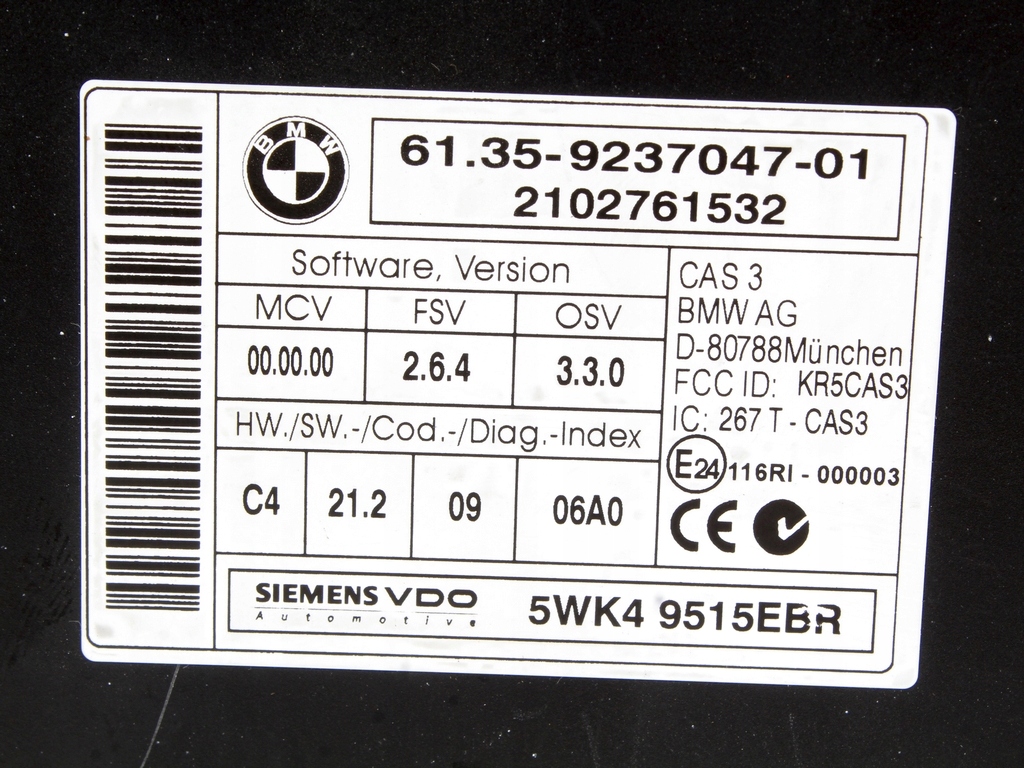 BMW
61.35-9237047-01
2102761532
Software, Version
MCV FSV OSV
00.00.00 2.6.4 3.3.0
HW./SW.-/Cod.-/Diag.-Index
C4 21.2 09 06A0
CAS 3
BMW AG
D-80788München
FCC ID: KR5CAS3
IC: 267 T - CAS3
E24 116RI - 000003
CE
SIEMENS VDO
Automotive
5WK4 9515EBR